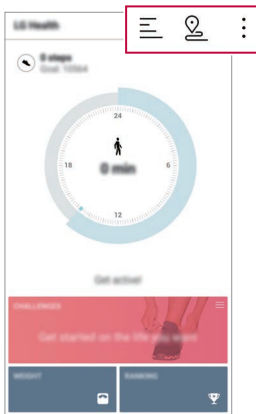 LG Health
0 steps
Goal: 10364
24
18
6
0 min
12
Get active!
CHALLENGES
Get started on the life you want
WEIGHT
RANKING